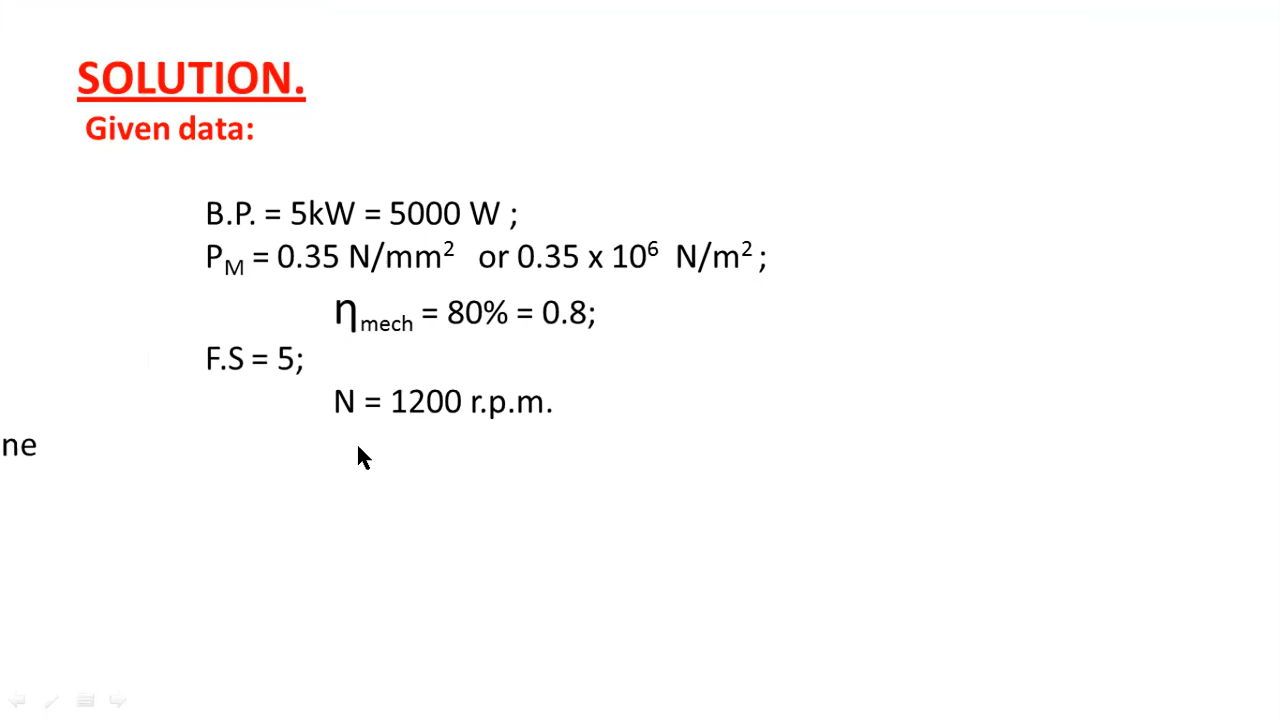 SOLUTION.
Given data:
B.P. = 5kW = 5000 W ;
P_M = 0.35 N/mm² or 0.35 x 10⁶ N/m² ;
η_mech = 80% = 0.8;
F.S = 5;
N = 1200 r.p.m.
ne